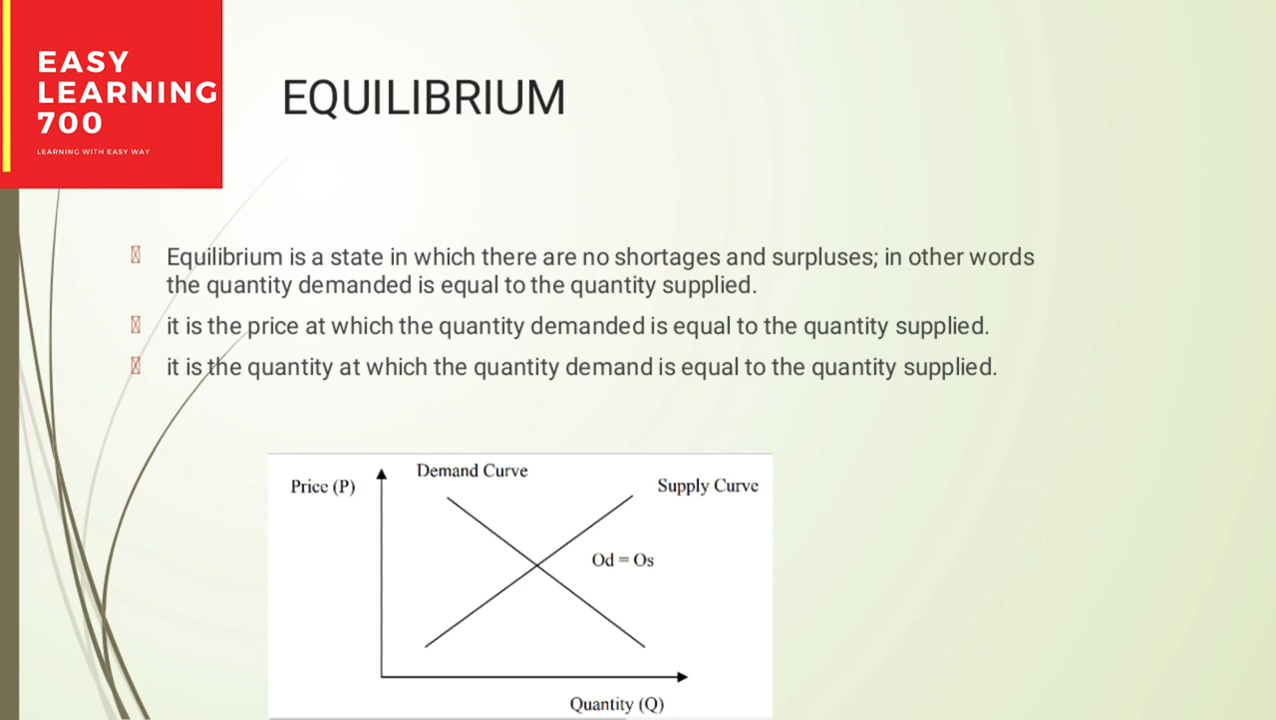 EASY
LEARNING
700
LEARNING WITH EASY WAY
EQUILIBRIUM
Equilibrium is a state in which there are no shortages and surpluses; in other words
the quantity demanded is equal to the quantity supplied.
it is the price at which the quantity demanded is equal to the quantity supplied.
it is the quantity at which the quantity demand is equal to the quantity supplied.
Demand Curve
Price (P)
Supply Curve
Od = Os
Quantity (Q)